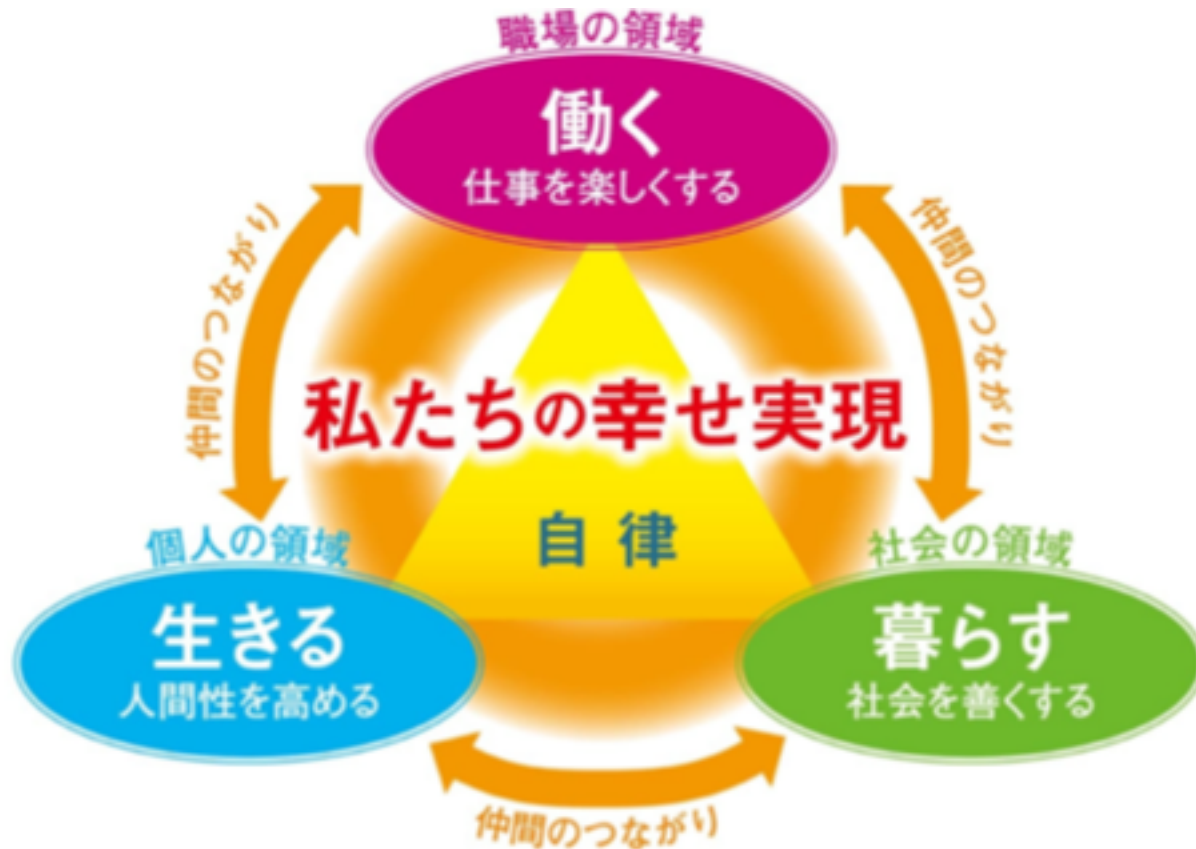 職場の領域
働く
仕事を楽しくする
仲間のつながり
仲間のつながり
私たちの幸せ実現
自律
個人の領域
生きる
人間性を高める
社会の領域
暮らす
社会を善くする
仲間のつながり